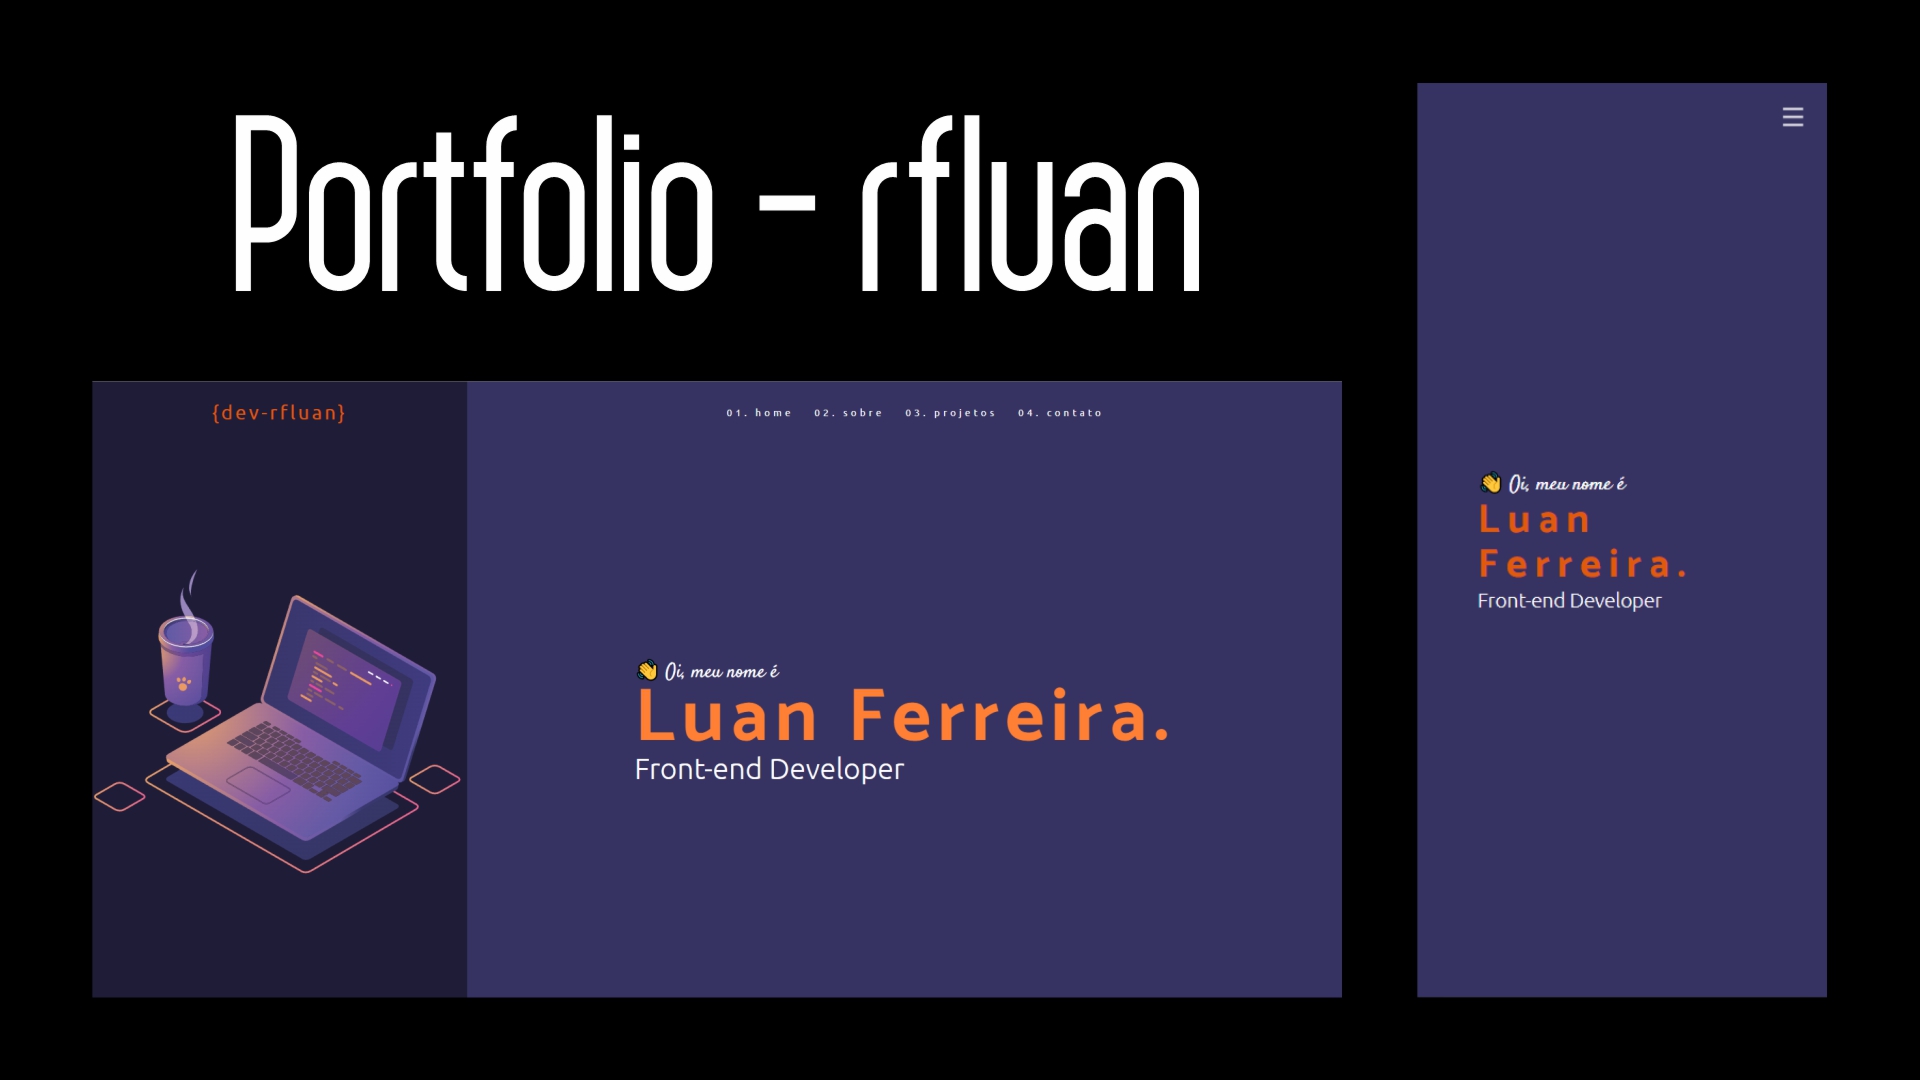 Portfolio - rfluan
{dev-rfluan}
01. home 02. sobre 03. projetos 04. contato
👋 Oi, meu nome é
Luan Ferreira.
Front-end Developer
👋 Oi, meu nome é
Luan
Ferreira.
Front-end Developer